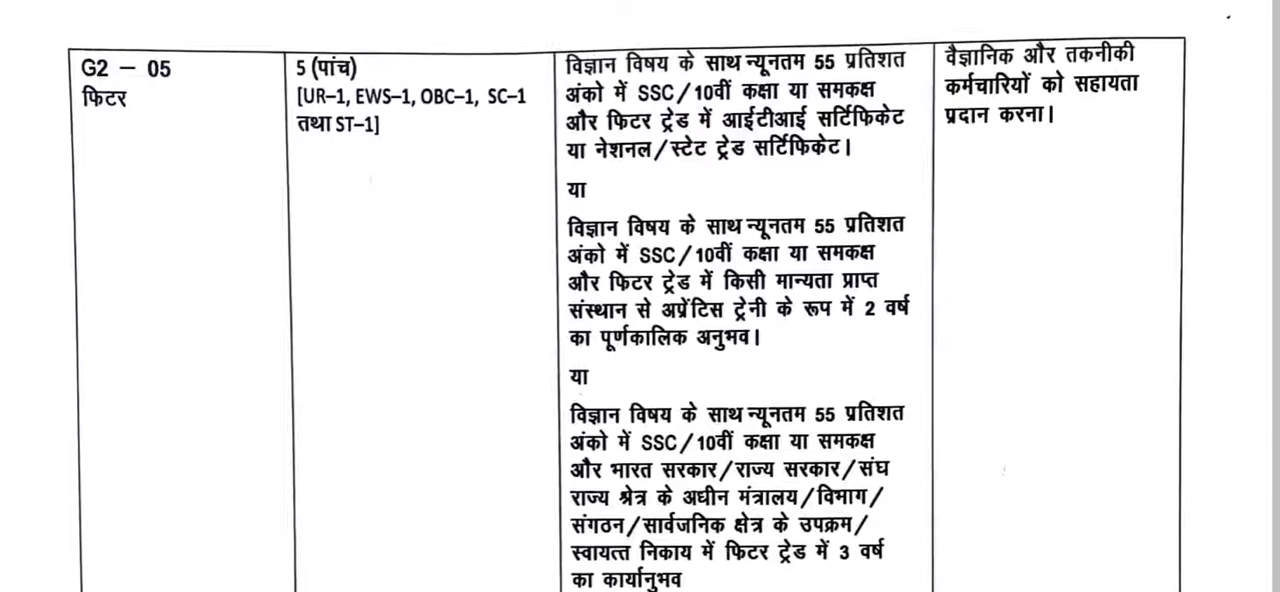 G2 – 05
फिटर
5 (पांच)
[UR–1, EWS–1, OBC–1, SC–1
तथा ST–1]
विज्ञान विषय के साथ न्यूनतम 55 प्रतिशत
अंको में SSC/10वीं कक्षा या समकक्ष
और फिटर ट्रेड में आईटीआई सर्टिफिकेट
या नेशनल/स्टेट ट्रेड सर्टिफिकेट।
या
विज्ञान विषय के साथ न्यूनतम 55 प्रतिशत
अंको में SSC/10वीं कक्षा या समकक्ष
और फिटर ट्रेड में किसी मान्यता प्राप्त
संस्थान से अप्रेंटिस ट्रेनी के रूप में 2 वर्ष
का पूर्णकालिक अनुभव।
या
विज्ञान विषय के साथ न्यूनतम 55 प्रतिशत
अंको में SSC/10वीं कक्षा या समकक्ष
और भारत सरकार/राज्य सरकार/संघ
राज्य श्रेत्र के अधीन मंत्रालय/विभाग/
संगठन/सार्वजनिक क्षेत्र के उपक्रम/
स्वायत्त निकाय में फिटर ट्रेड में 3 वर्ष
का कार्यानुभव
वैज्ञानिक और तकनीकी
कर्मचारियों को सहायता
प्रदान करना।